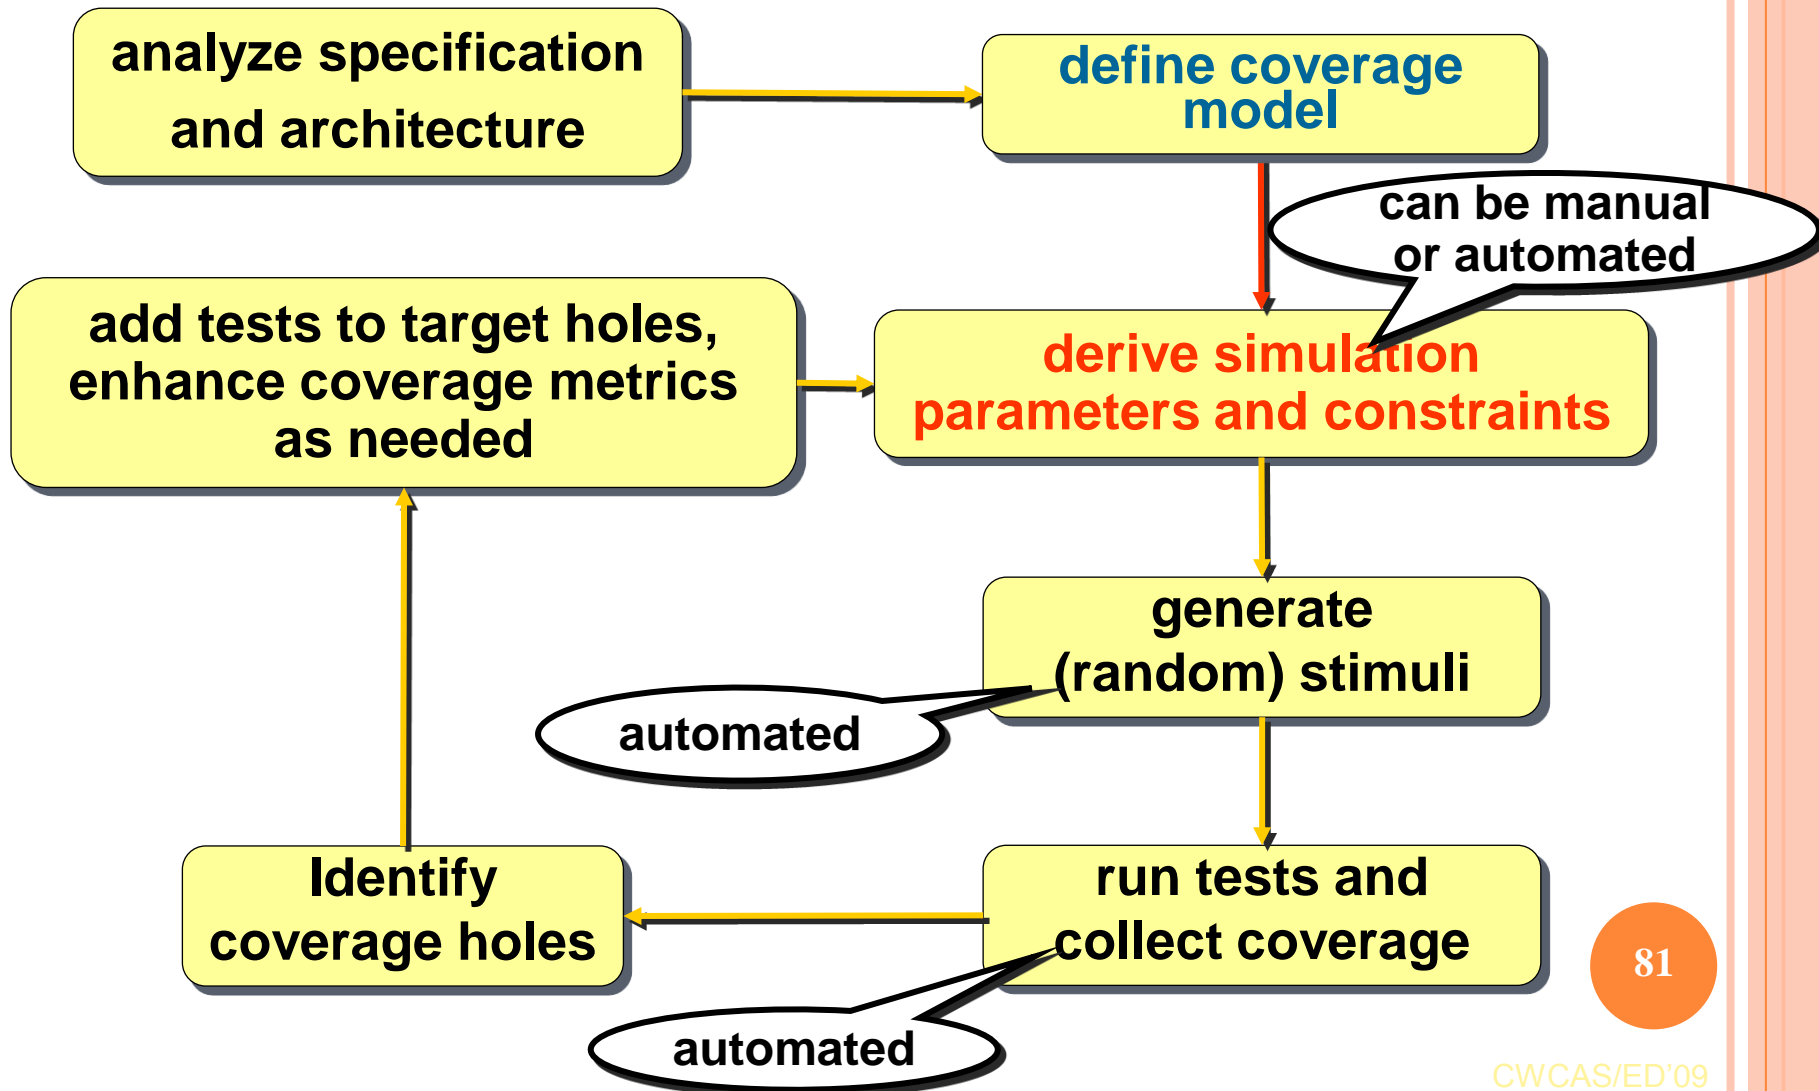 analyze specification
and architecture
define coverage
model
can be manual
or automated
add tests to target holes,
enhance coverage metrics
as needed
derive simulation
parameters and constraints
generate
(random) stimuli
automated
Identify
coverage holes
run tests and
collect coverage
automated
81
CWCAS/ED'09